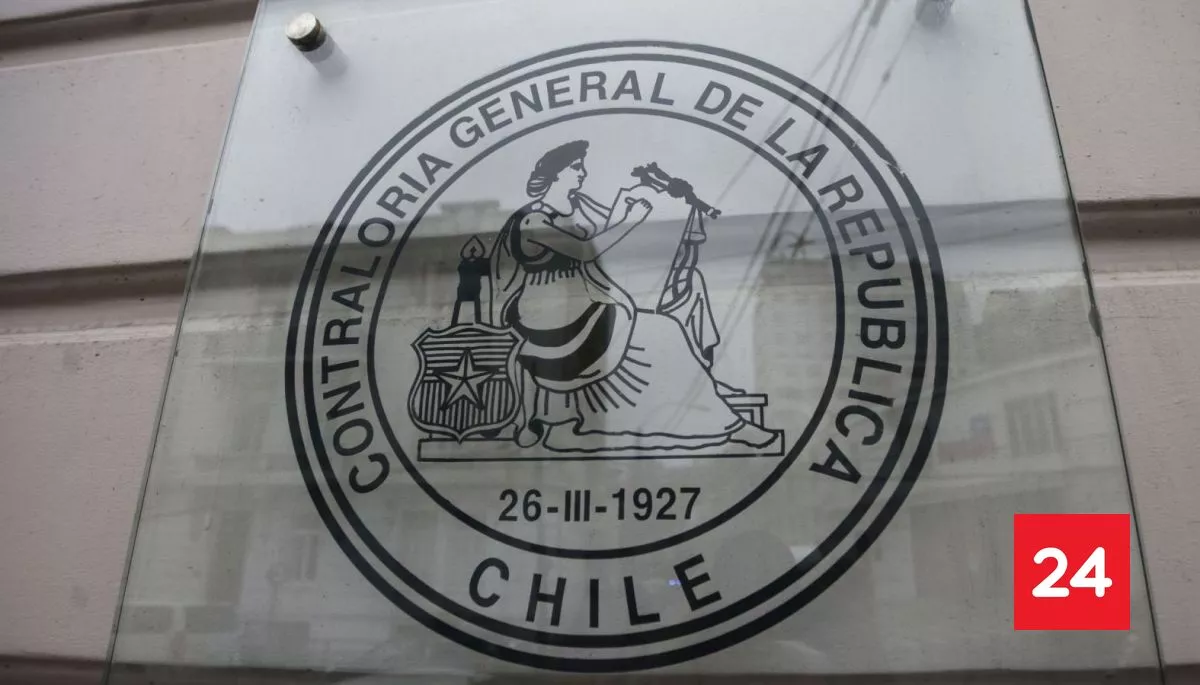 CONTRALORIA GENERAL DE LA REPUBLICA
26-III-1927
CHILE
24